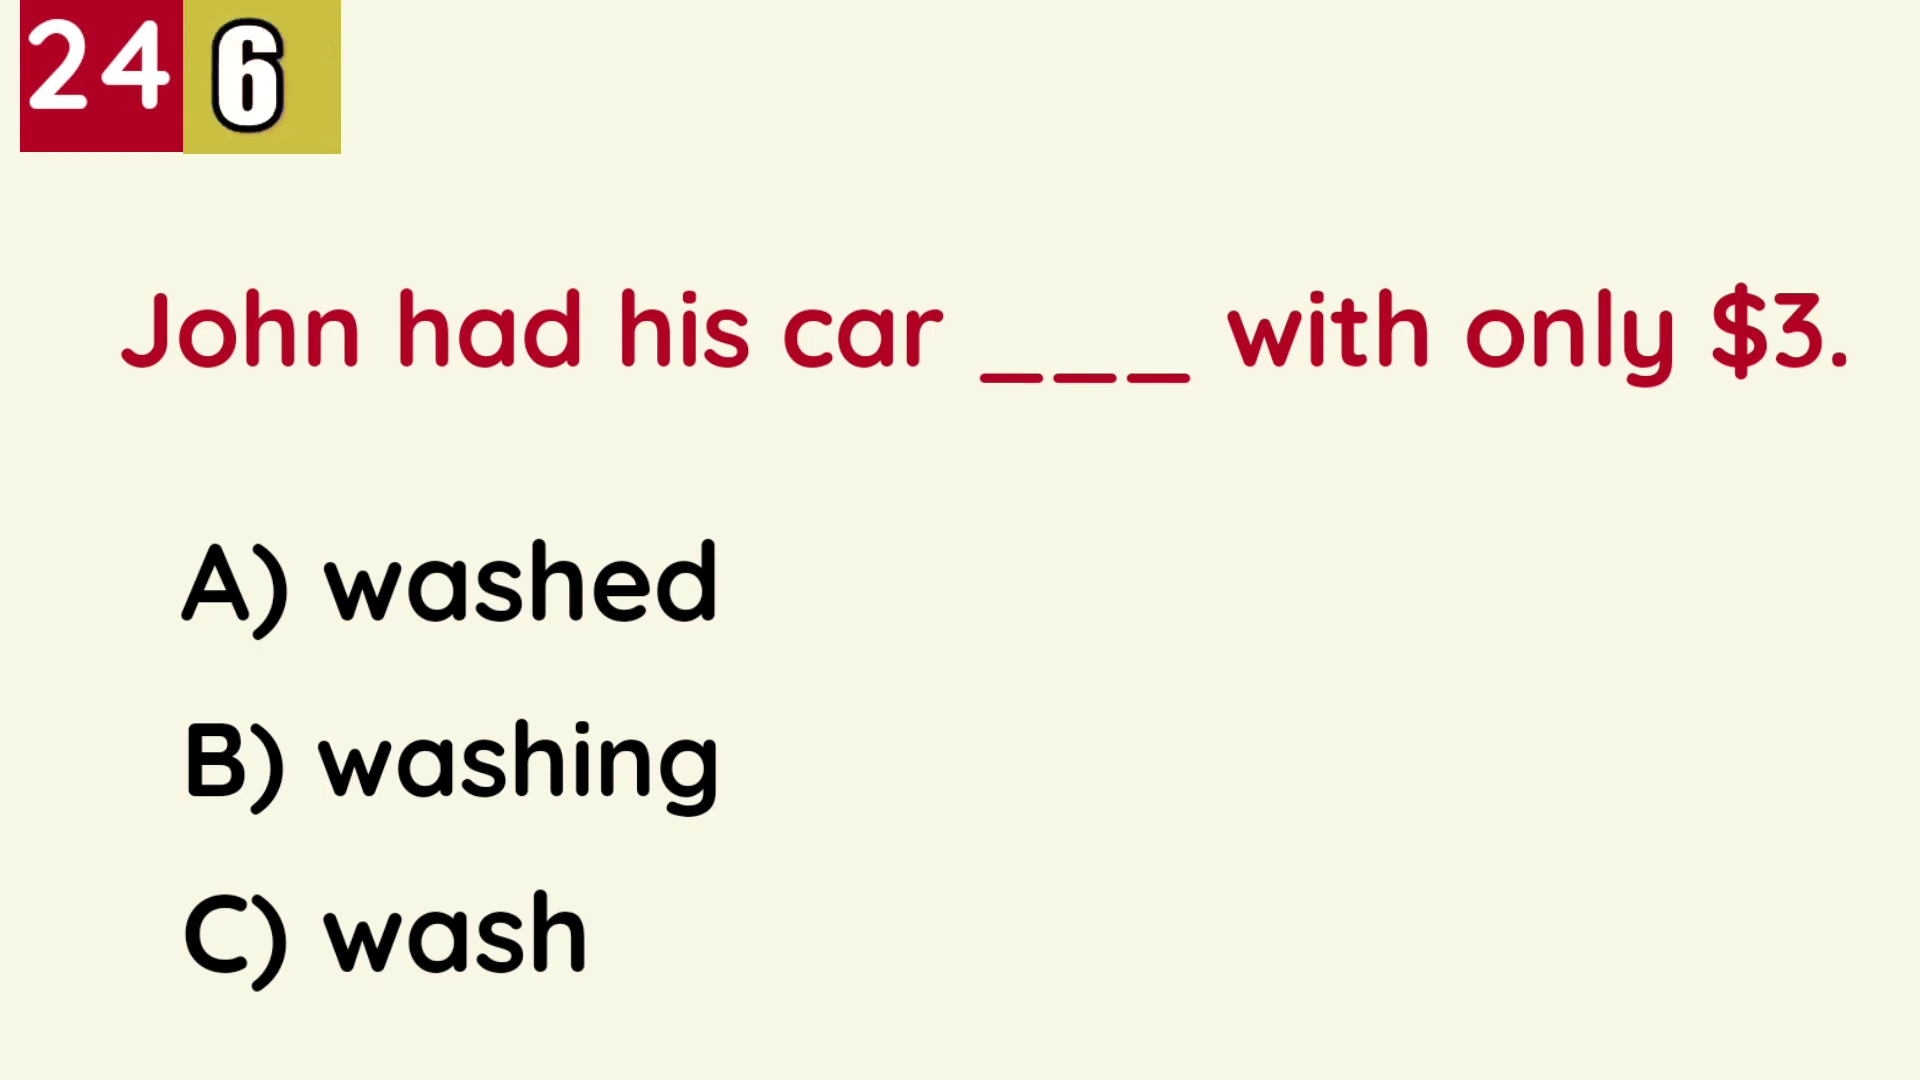 24 6
John had his car ___ with only $3.
A) washed
B) washing
C) wash